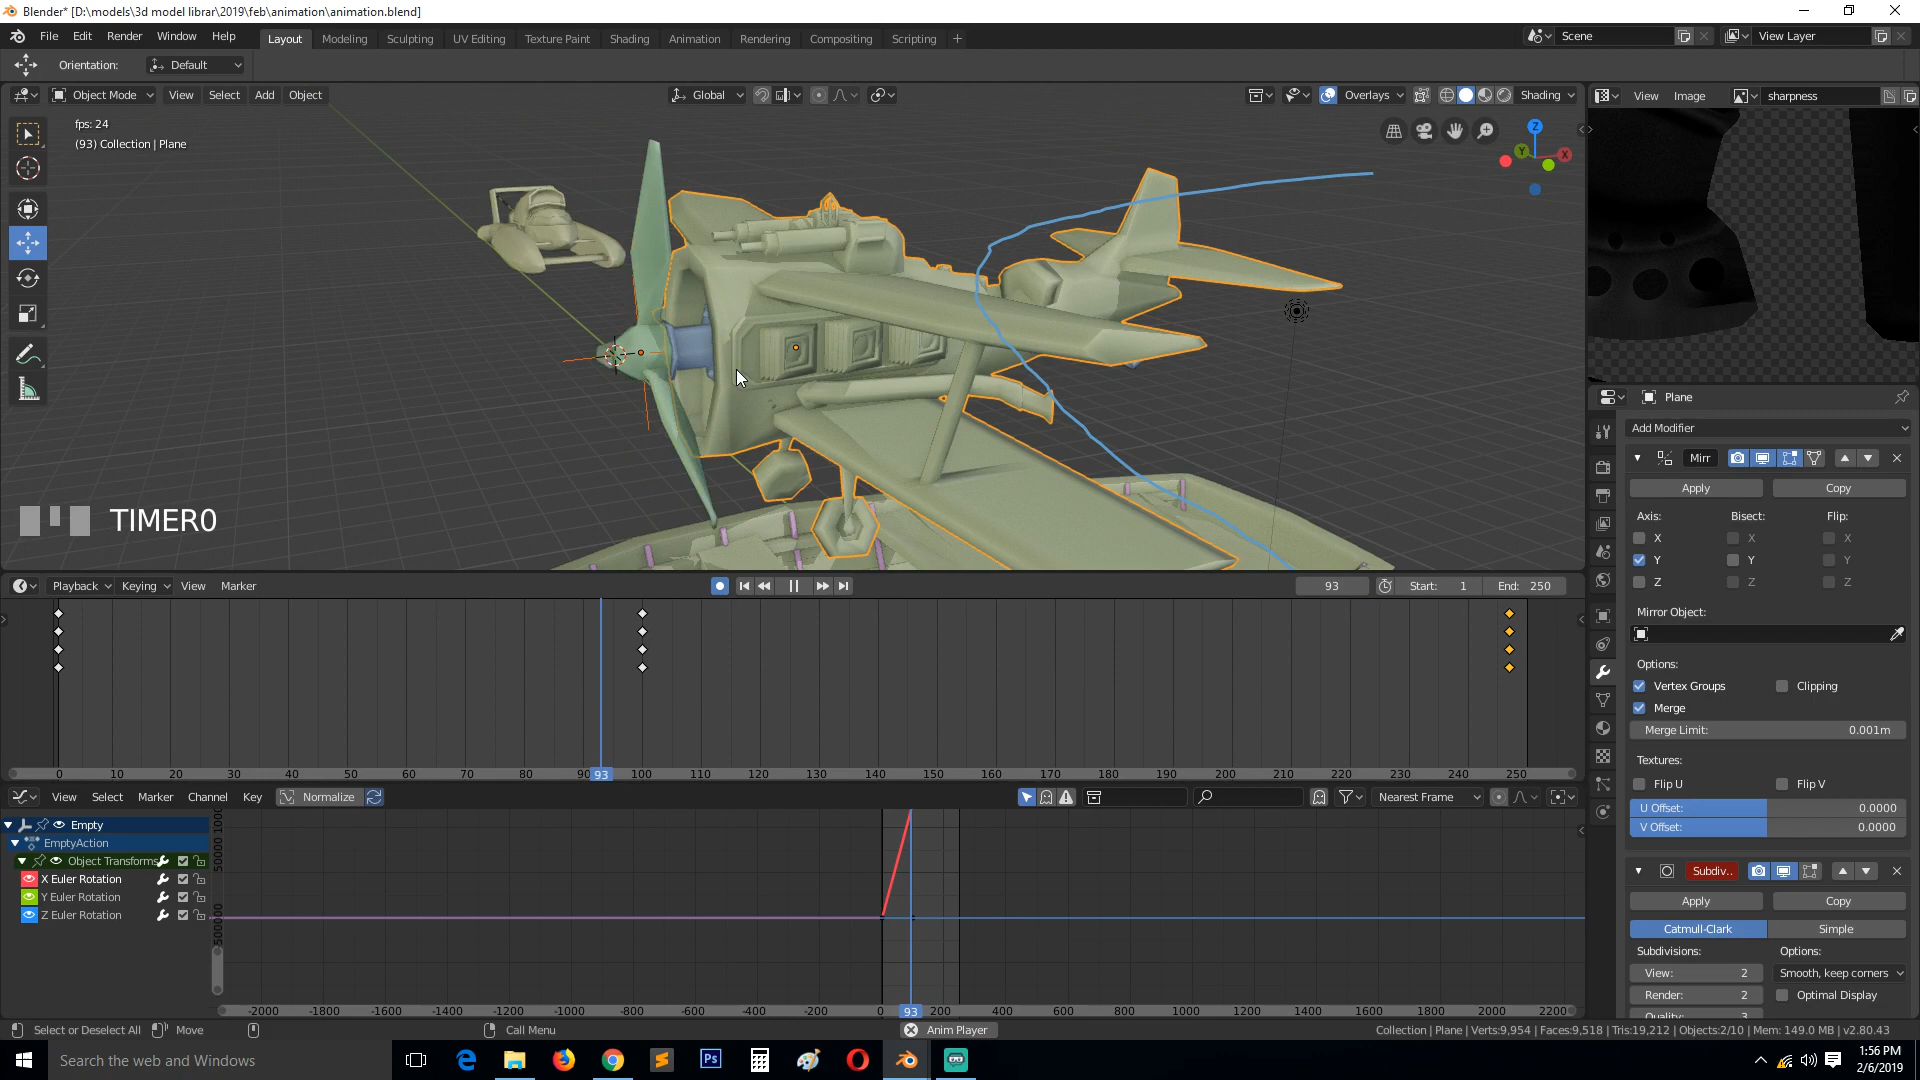 Blender* [D:\models\3d model librar\2019\feb\animation\animation.blend]
File Edit Render Window Help Layout Modeling Sculpting UV Editing Texture Paint Shading Animation Rendering Compositing Scripting + Scene View Layer
Orientation: Default
Object Mode View Select Add Object Global Overlays Shading View Image sharpness
fps: 24
(93) Collection | Plane
Z
Y
X
TIMER0
Plane
Add Modifier
Mirr
Apply Copy
Axis: Bisect: Flip:
X X X
Y Y Y
Z Z Z
Mirror Object:
Options:
Vertex Groups Clipping
Merge
Merge Limit: 0.001m
Textures:
Flip U Flip V
U Offset: 0.0000
V Offset: 0.0000
Subdiv..
Apply Copy
Catmull-Clark Simple
Subdivisions: Options:
View: 2 Smooth, keep corners
Render: 2 Optimal Display
Quality: 3
Playback Keying View Marker 93 Start: 1 End: 250
0 10 20 30 40 50 60 70 80 90 93 100 110 120 130 140 150 160 170 180 190 200 210 220 230 240 250
View Select Marker Channel Key Normalize Nearest Frame
Empty
EmptyAction
Object Transforms
X Euler Rotation
Y Euler Rotation
Z Euler Rotation
50000
-2000 -1800 -1600 -1400 -1200 -1000 -800 -600 -400 -200 0 93 200 400 600 800 1000 1200 1400 1600 1800 2000 2200
Select or Deselect All Move Call Menu Anim Player Collection | Plane | Verts:9,954 | Faces:9,518 | Tris:19,212 | Objects:2/10 | Mem: 149.0 MB | v2.80.43
Search the web and Windows
Ps
1:56 PM
2/6/2019